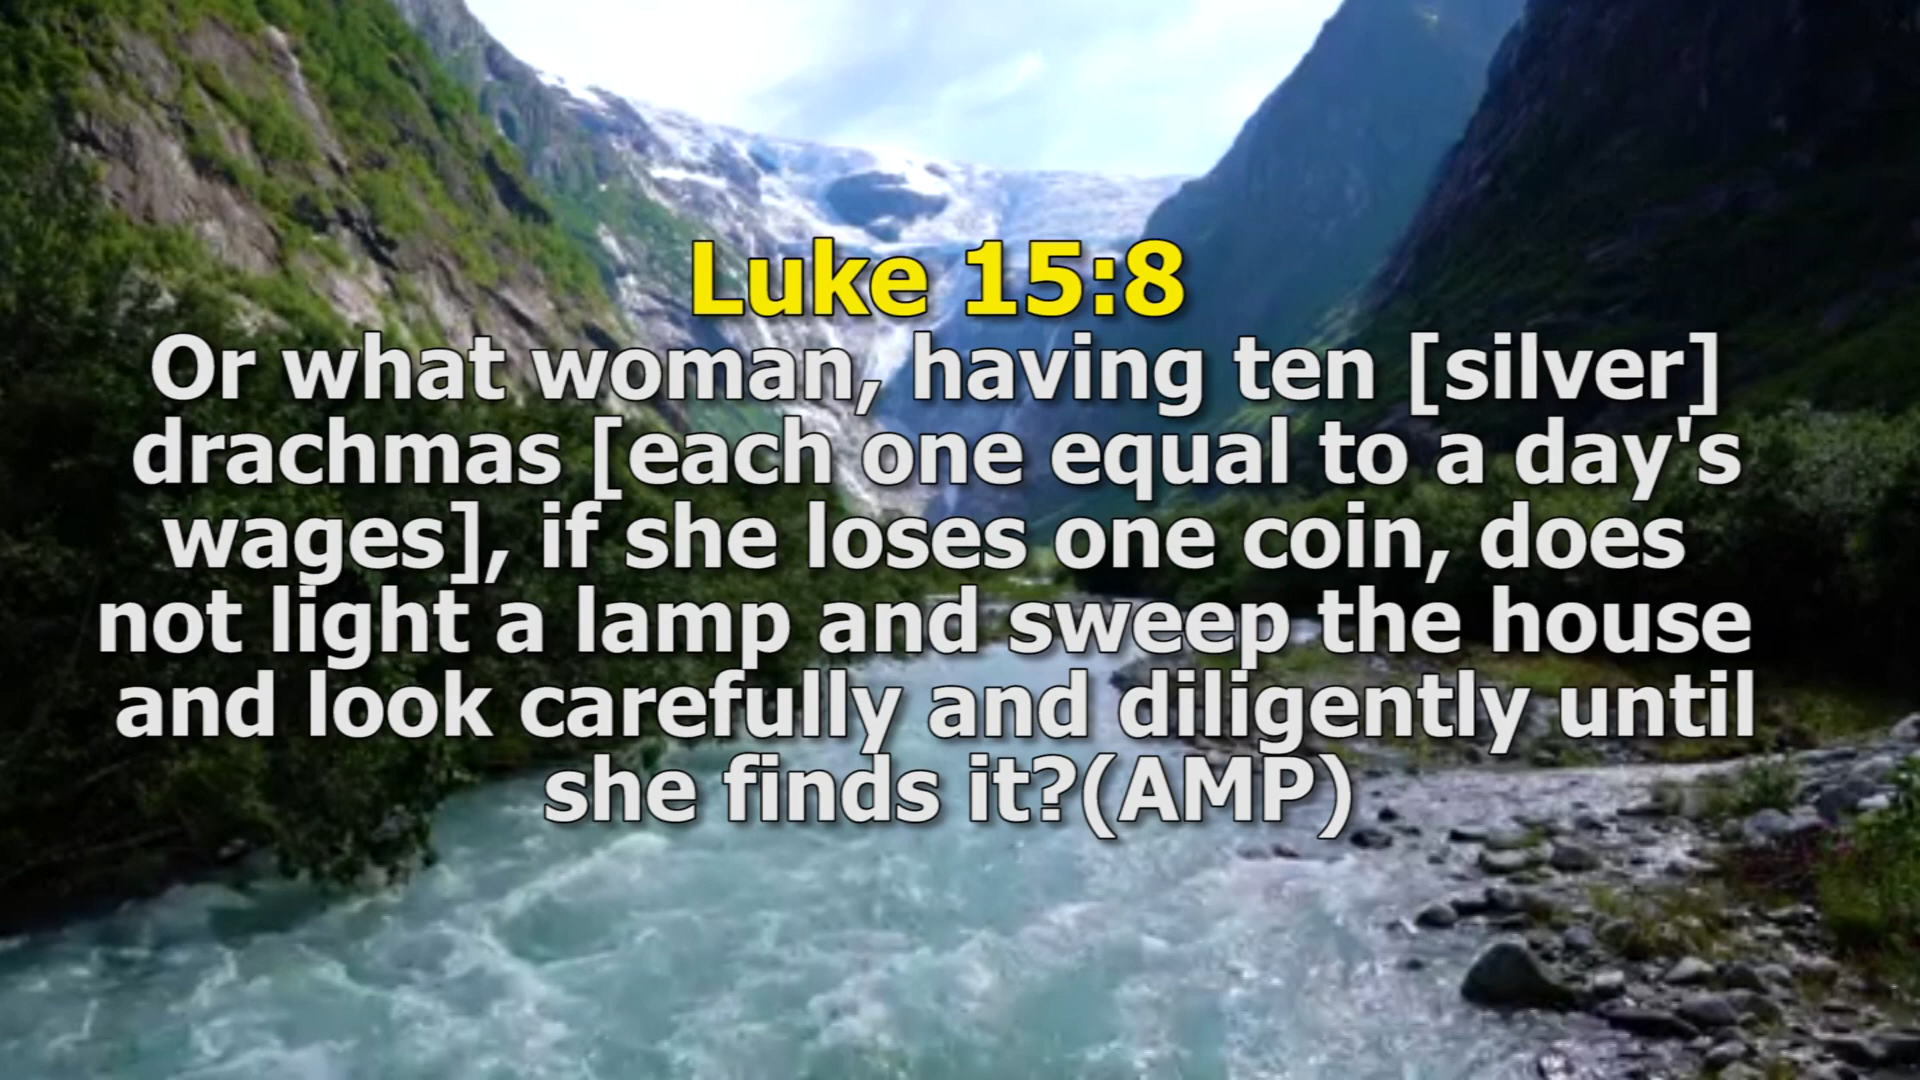 Luke 15:8
Or what woman, having ten [silver]
drachmas [each one equal to a day's
wages], if she loses one coin, does
not light a lamp and sweep the house
and look carefully and diligently until
she finds it?(AMP)